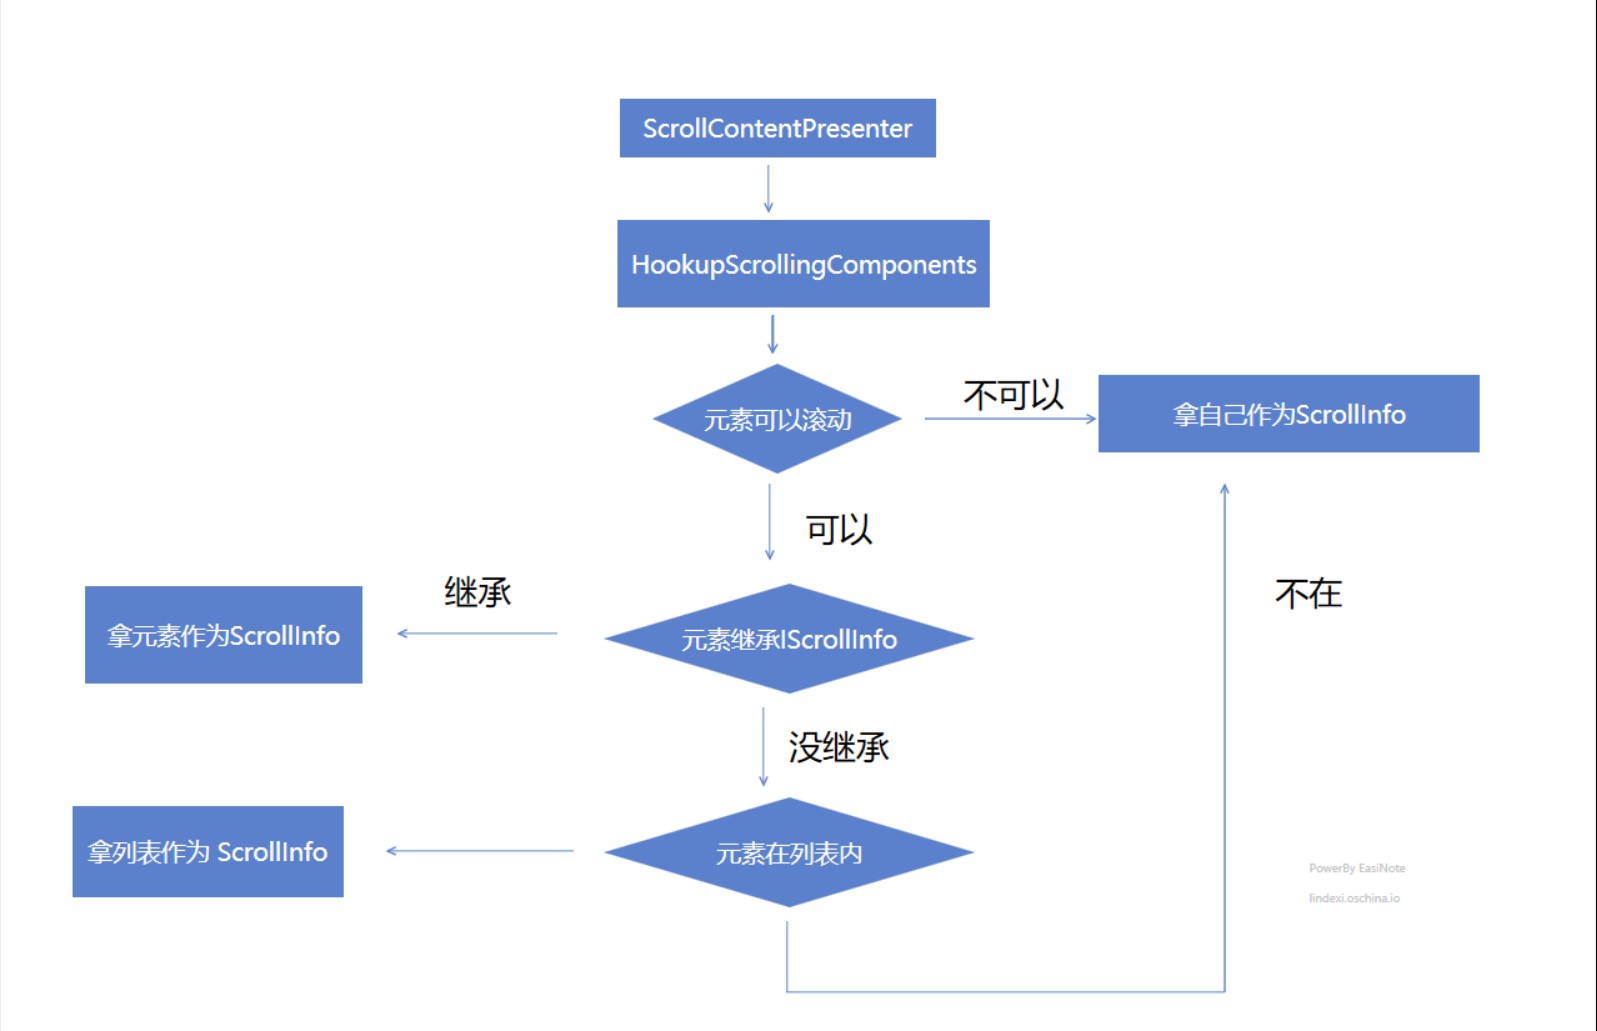 ScrollContentPresenter
HookupScrollingComponents
元素可以滚动
不可以
拿自己作为ScrollInfo
可以
继承
不在
拿元素作为ScrollInfo
元素继承IScrollInfo
没继承
拿列表作为 ScrollInfo
元素在列表内
PowerBy EasiNote
lindexi.oschina.io